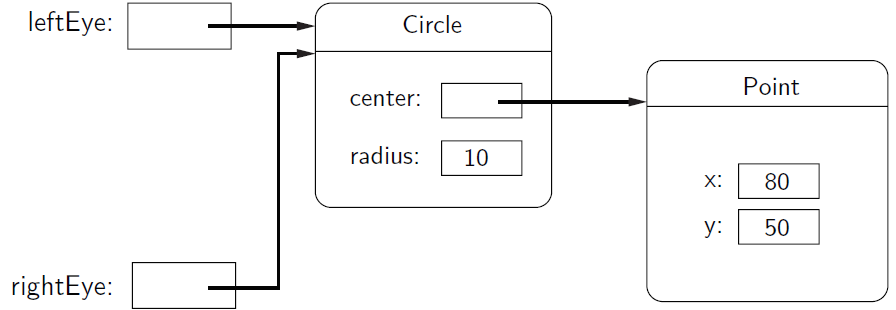 leftEye:
Circle
center:
radius: 10
Point
x: 80
y: 50
rightEye: